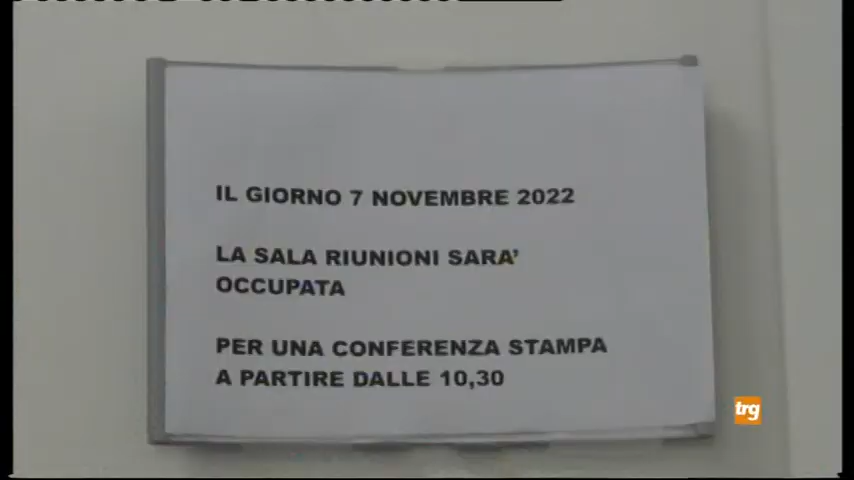 IL GIORNO 7 NOVEMBRE 2022
LA SALA RIUNIONI SARA'
OCCUPATA
PER UNA CONFERENZA STAMPA
A PARTIRE DALLE 10,30
trg